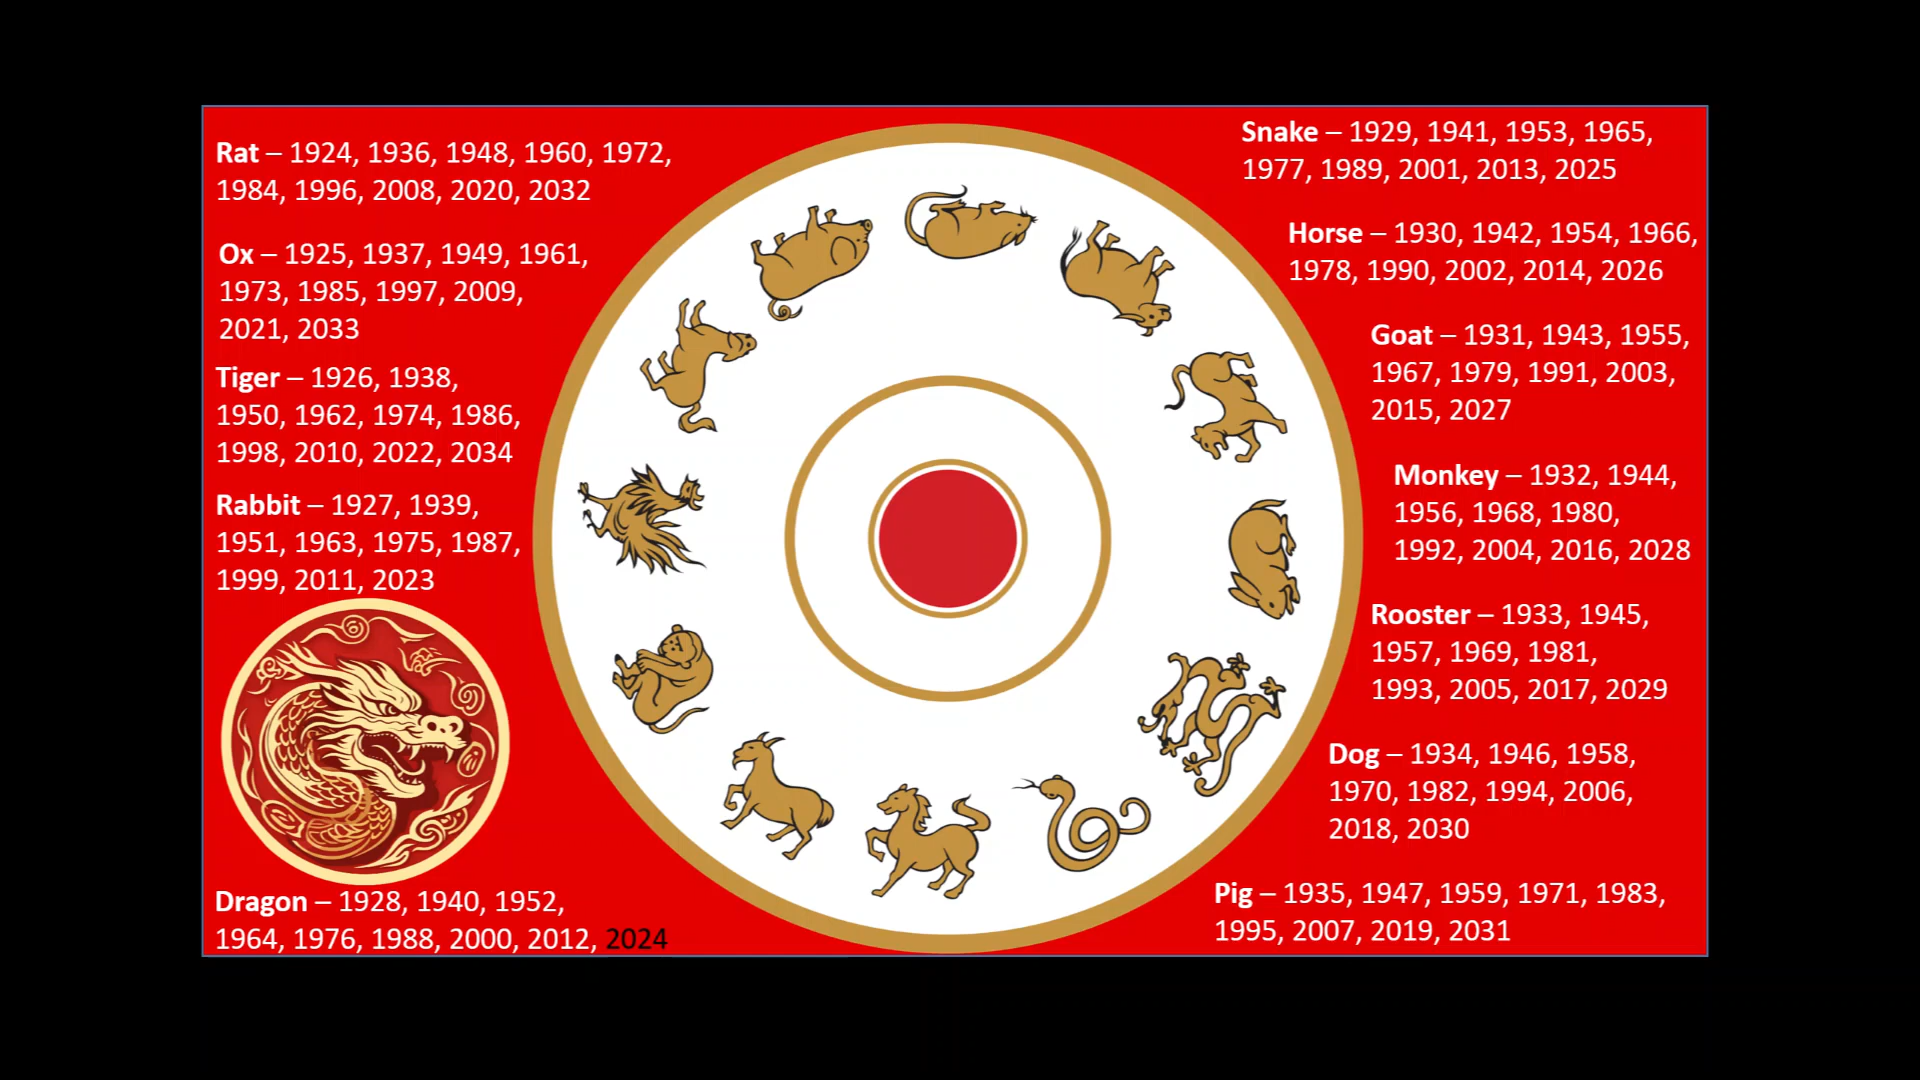 Rat – 1924, 1936, 1948, 1960, 1972,
1984, 1996, 2008, 2020, 2032
Ox – 1925, 1937, 1949, 1961,
1973, 1985, 1997, 2009,
2021, 2033
Tiger – 1926, 1938,
1950, 1962, 1974, 1986,
1998, 2010, 2022, 2034
Rabbit – 1927, 1939,
1951, 1963, 1975, 1987,
1999, 2011, 2023
Dragon – 1928, 1940, 1952,
1964, 1976, 1988, 2000, 2012, 2024
Snake – 1929, 1941, 1953, 1965,
1977, 1989, 2001, 2013, 2025
Horse – 1930, 1942, 1954, 1966,
1978, 1990, 2002, 2014, 2026
Goat – 1931, 1943, 1955,
1967, 1979, 1991, 2003,
2015, 2027
Monkey – 1932, 1944,
1956, 1968, 1980,
1992, 2004, 2016, 2028
Rooster – 1933, 1945,
1957, 1969, 1981,
1993, 2005, 2017, 2029
Dog – 1934, 1946, 1958,
1970, 1982, 1994, 2006,
2018, 2030
Pig – 1935, 1947, 1959, 1971, 1983,
1995, 2007, 2019, 2031